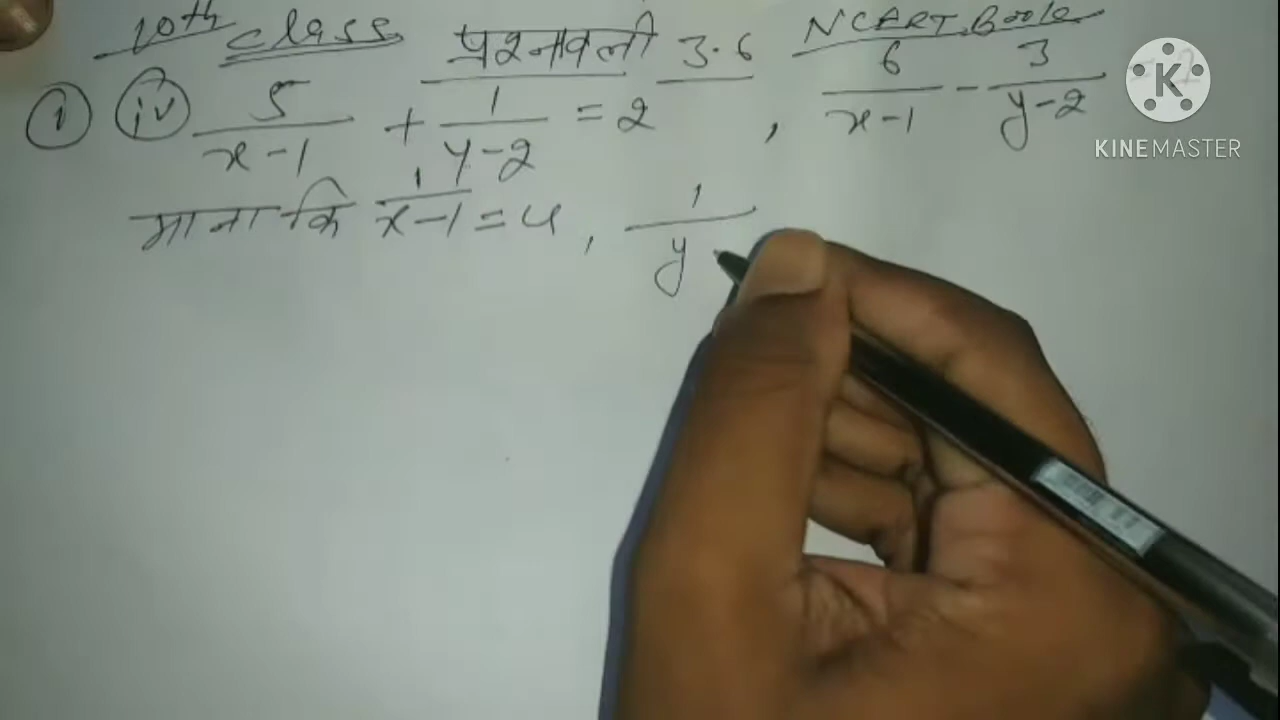 10th class प्रश्नावली 3.6 NCERT Book
① (iv) 5/(x-1) + 1/(y-2) = 2 , 6/(x-1) - 3/(y-2)
माना कि 1/(x-1) = u , 1/y
KINEMASTER